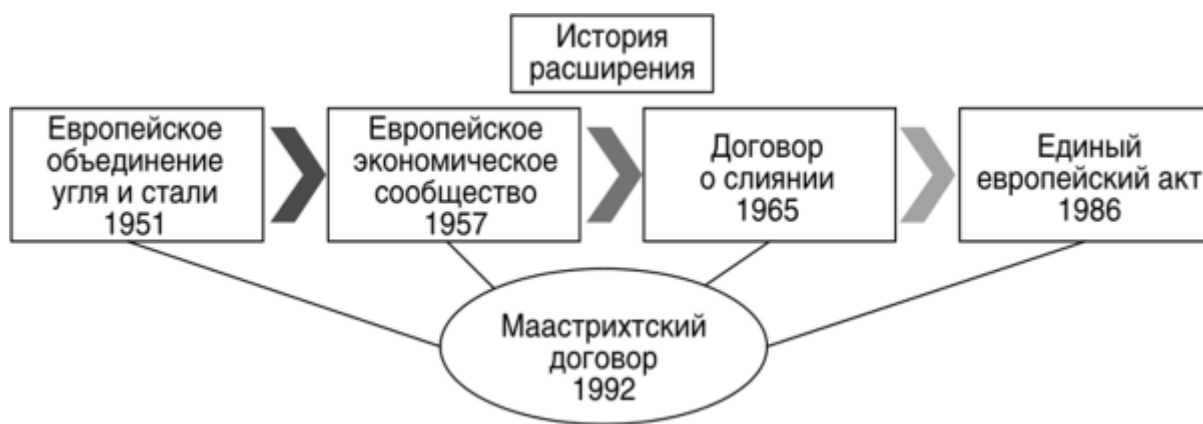 История
расширения
Европейское
объединение
угля и стали
1951
Европейское
экономическое
сообщество
1957
Договор
о слиянии
1965
Единый
европейский акт
1986
Маастрихтский
договор
1992